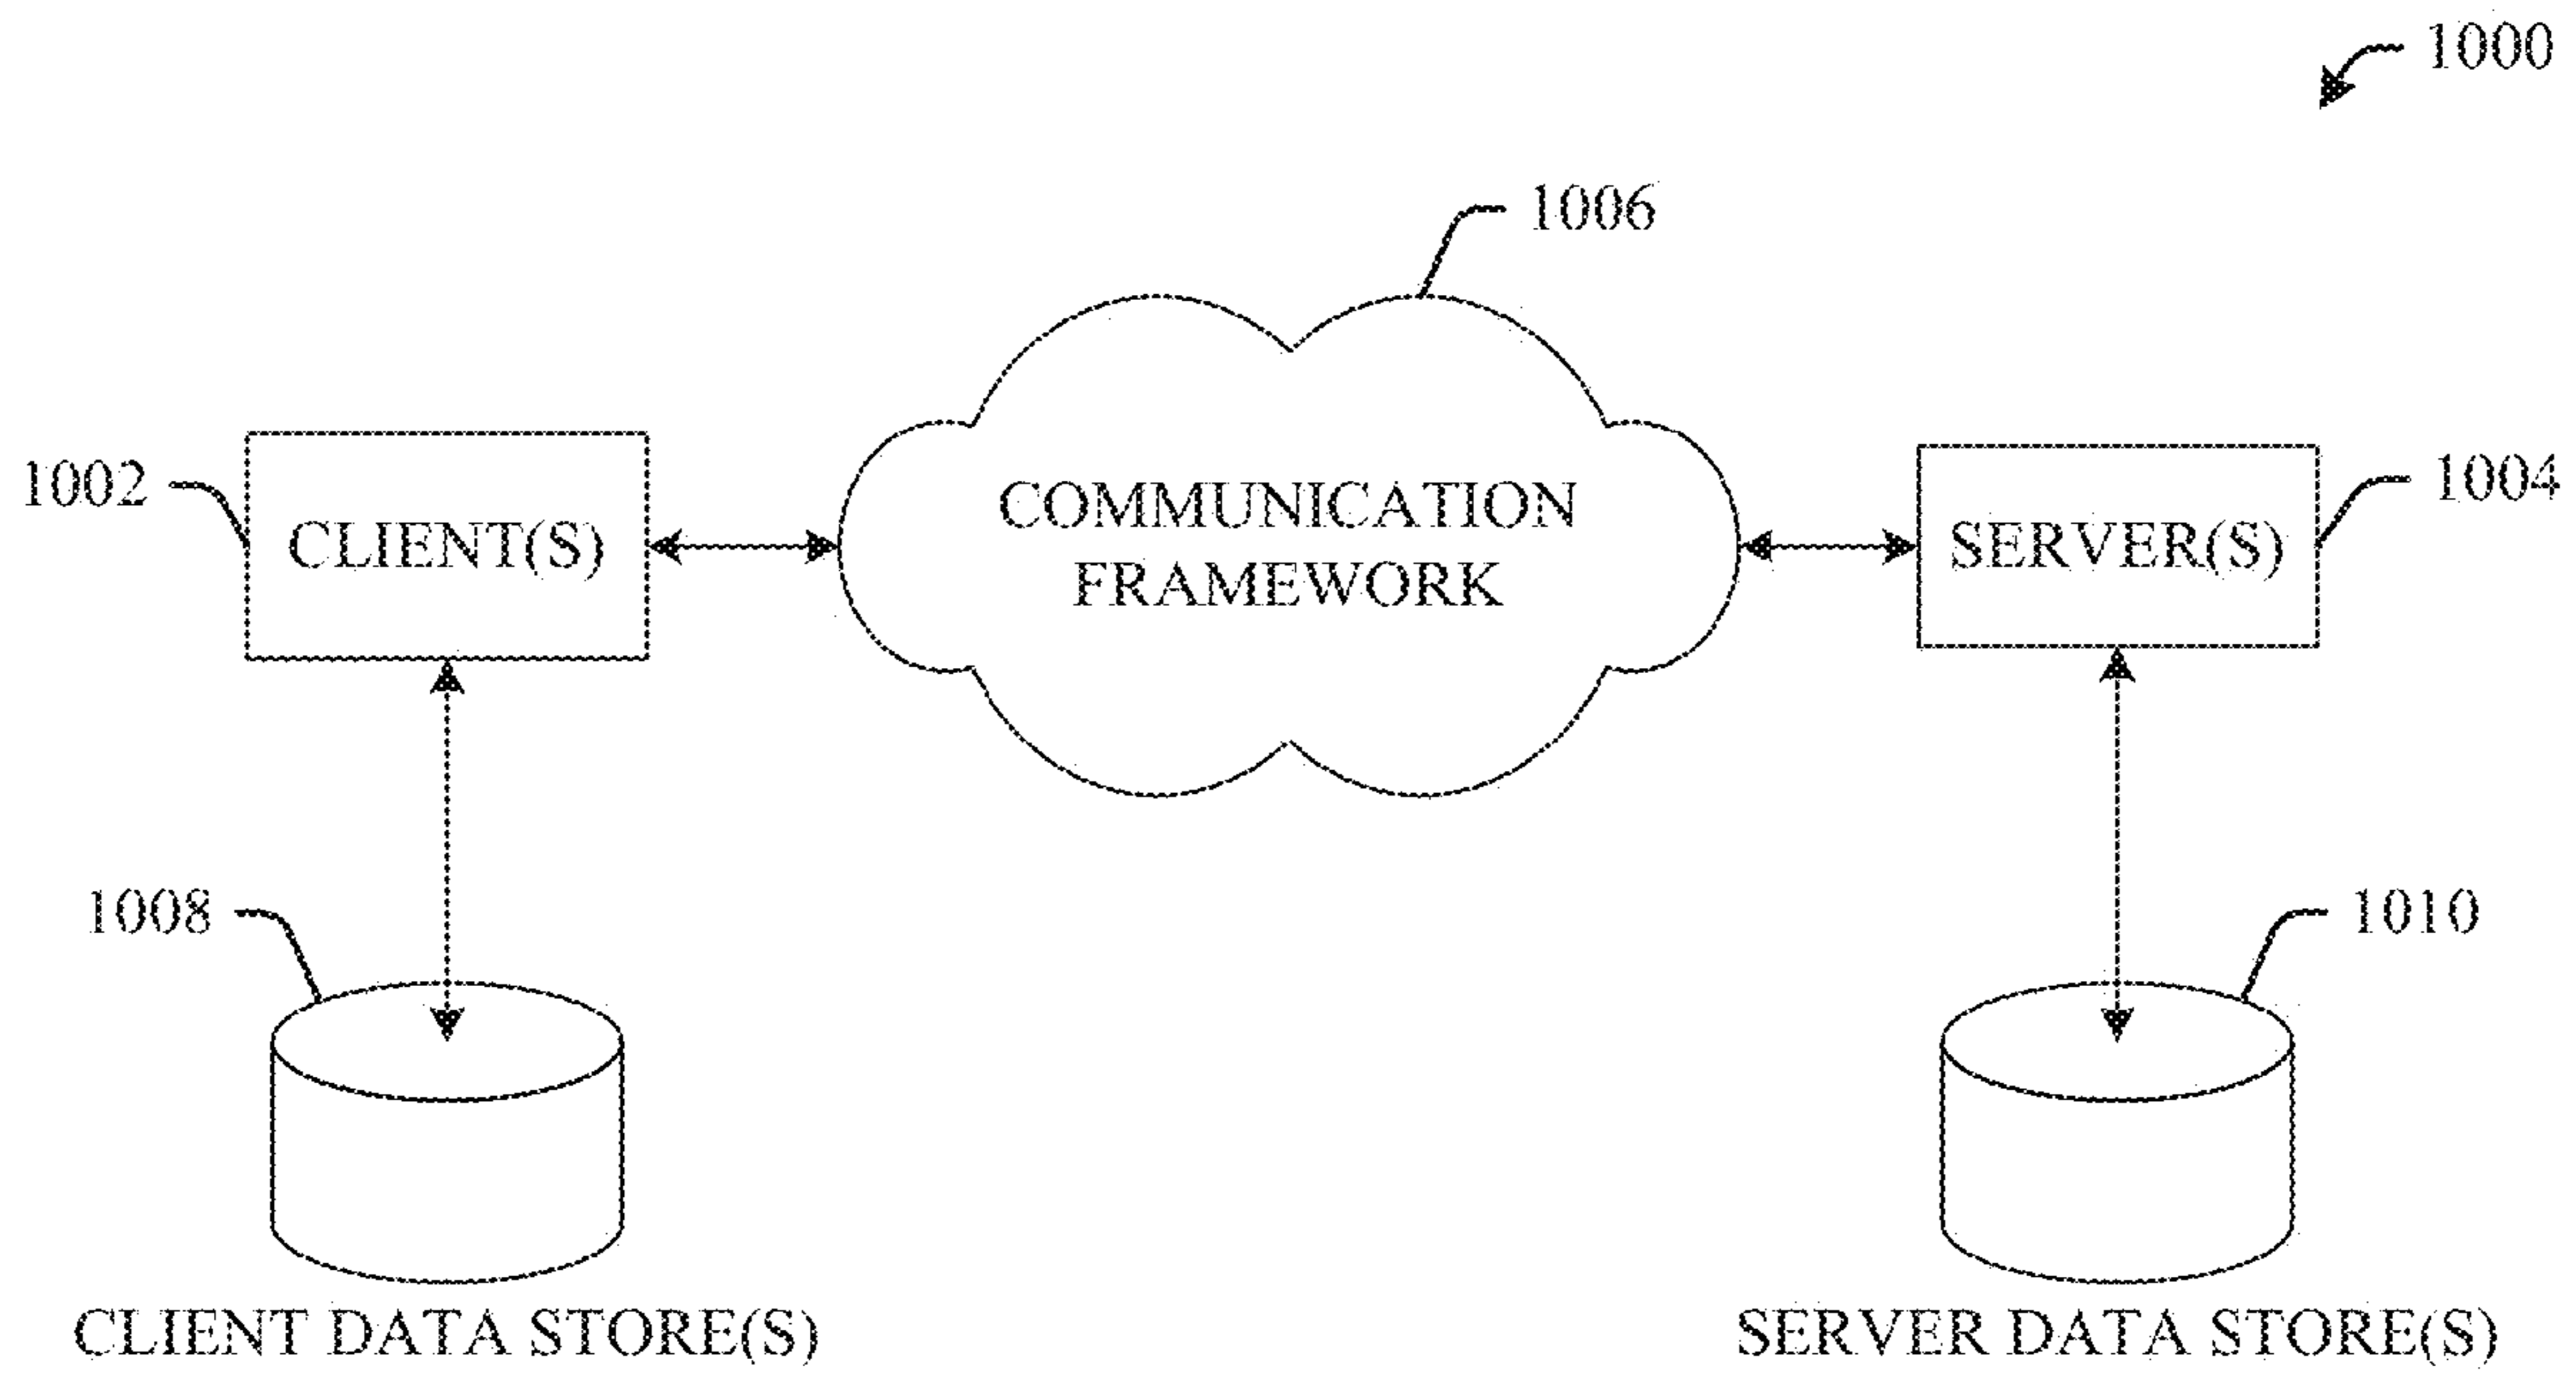 1000
1006
COMMUNICATION
FRAMEWORK
1002
CLIENT(S)
SERVER(S)
1004
1008
1010
CLIENT DATA STORE(S)
SERVER DATA STORE(S)